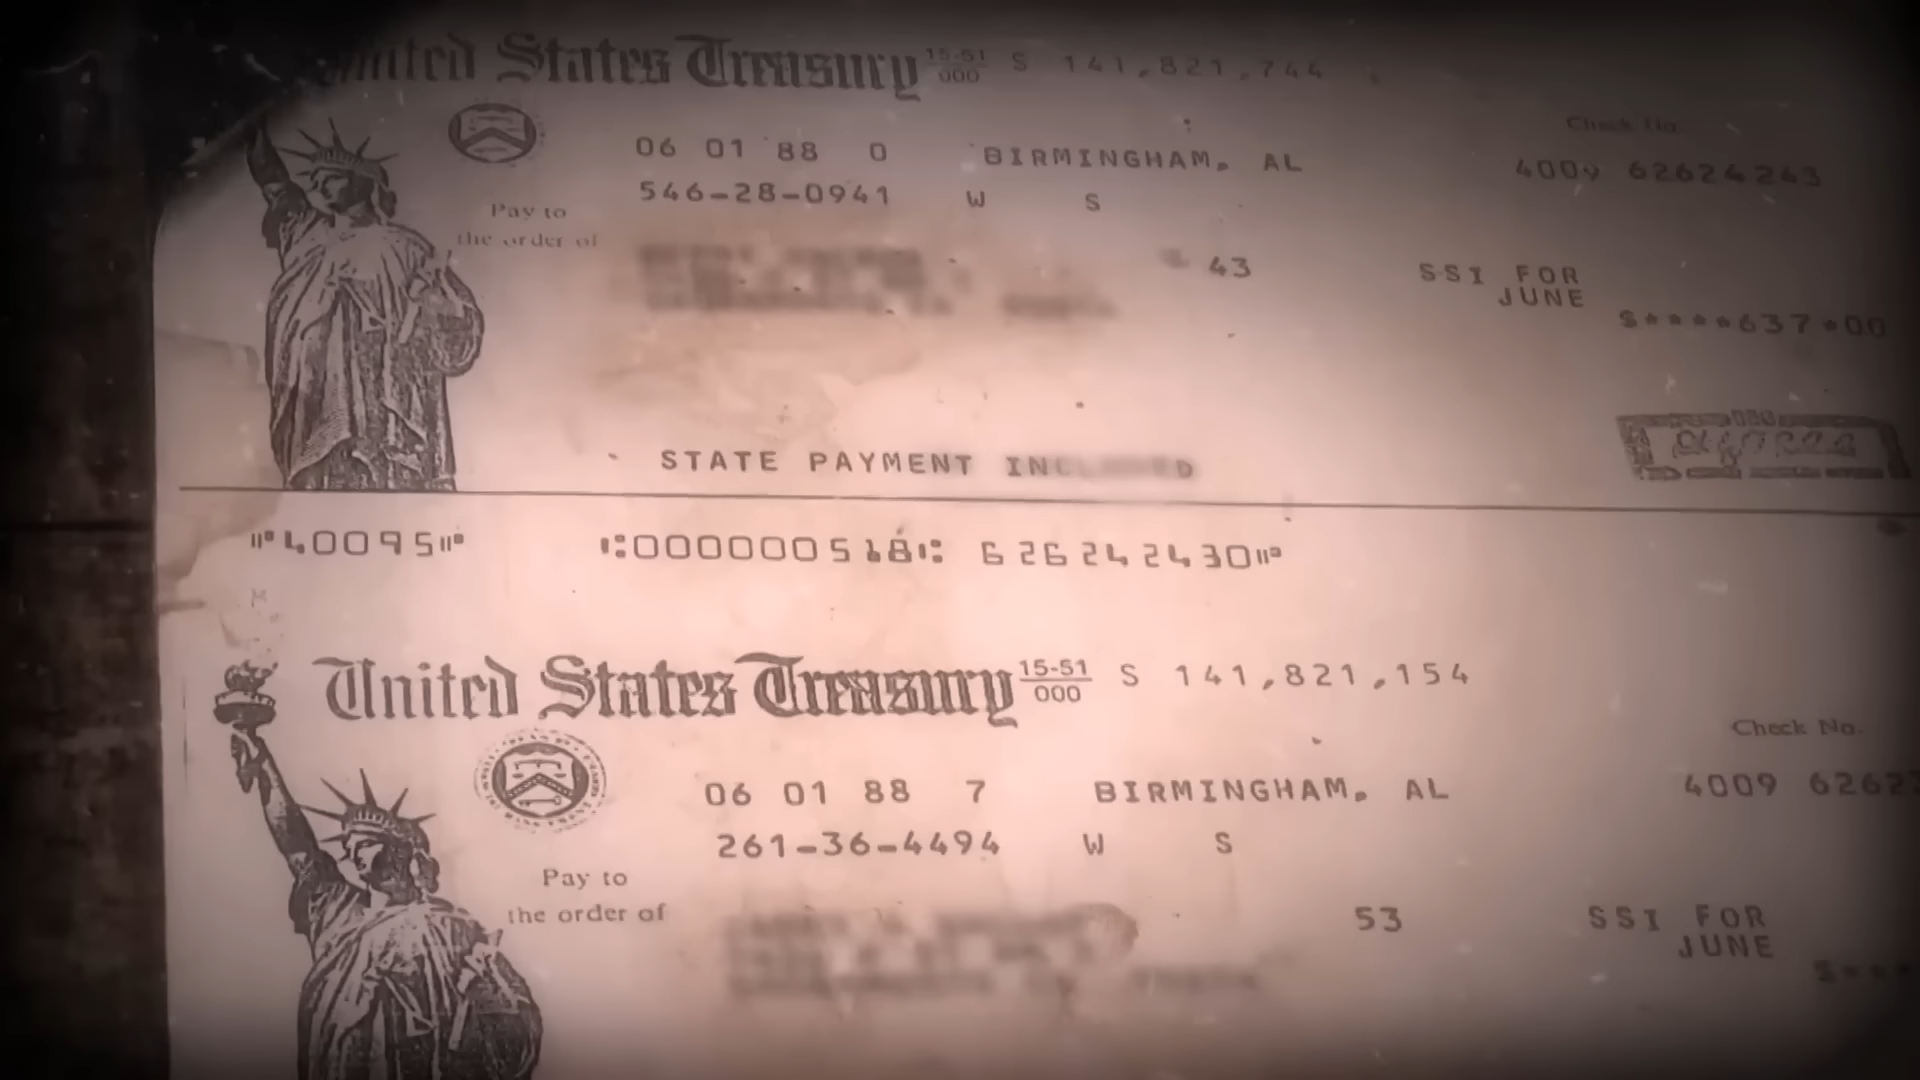 United States Treasury 15-51 000 S 141,821,744
Check No.
06 01 88 0 BIRMINGHAM, AL 4009 62624243
546-28-0941 W S
Pay to
the order of
43 SSI FOR
JUNE
$****637*00
STATE PAYMENT INCLUDED
⑈40095⑈ ⑆000000518⑆ 626242430⑈
United States Treasury 15-51 000 S 141,821,154
Check No.
06 01 88 7 BIRMINGHAM, AL 4009
261-36-4494 W S
Pay to
the order of
53 SSI FOR
JUNE